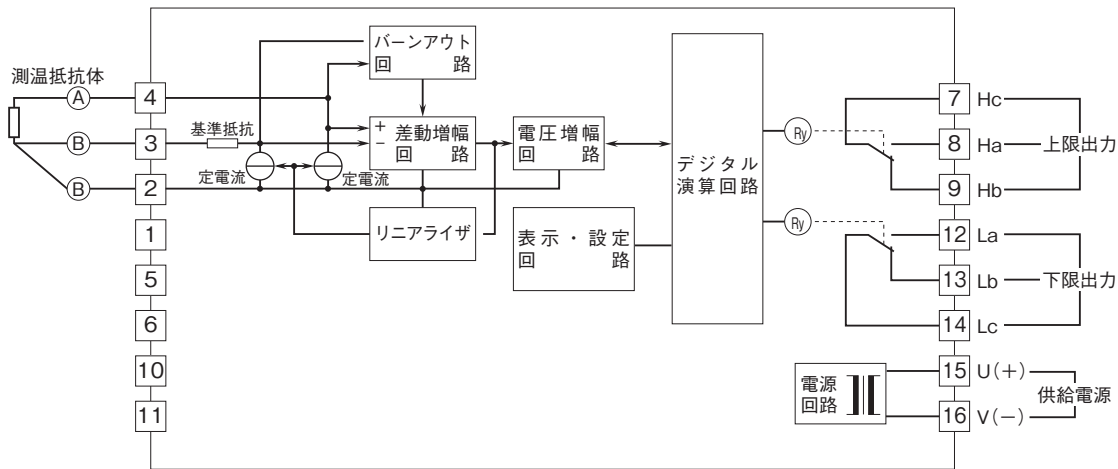 測温抵抗体
A
B
B
4
3
2
1
5
6
10
11
基準抵抗
定電流
定電流
バーンアウト
回路
+
−
差動増幅
回路
リニアライザ
電圧増幅
回路
表示・設定
回路
デジタル
演算回路
Ry
Ry
7 Hc
8 Ha
9 Hb
上限出力
12 La
13 Lb
14 Lc
下限出力
電源
回路
15 U(+)
16 V(−)
供給電源